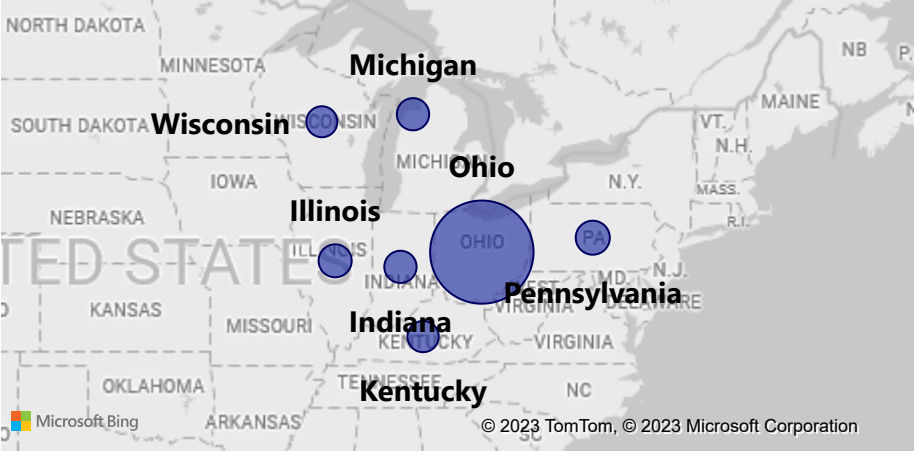 NORTH DAKOTA
NB
P.
MINNESOTA
Michigan
MAINE
SOUTH DAKOTA
Wisconsin
WISCONSIN
VT.
N.H.
MICHIGAN
Ohio
IOWA
N.Y.
MASS.
NEBRASKA
Illinois
R.I.
TED STATES
ILLINOIS
OHIO
PA
INDIANA
MD.
N.J.
KANSAS
WEST
VIRGINIA
Pennsylvania
DELAWARE
MISSOURI
Indiana
KENTUCKY
VIRGINIA
OKLAHOMA
TENNESSEE
Kentucky
NC
Microsoft Bing
ARKANSAS
SC
© 2023 TomTom, © 2023 Microsoft Corporation